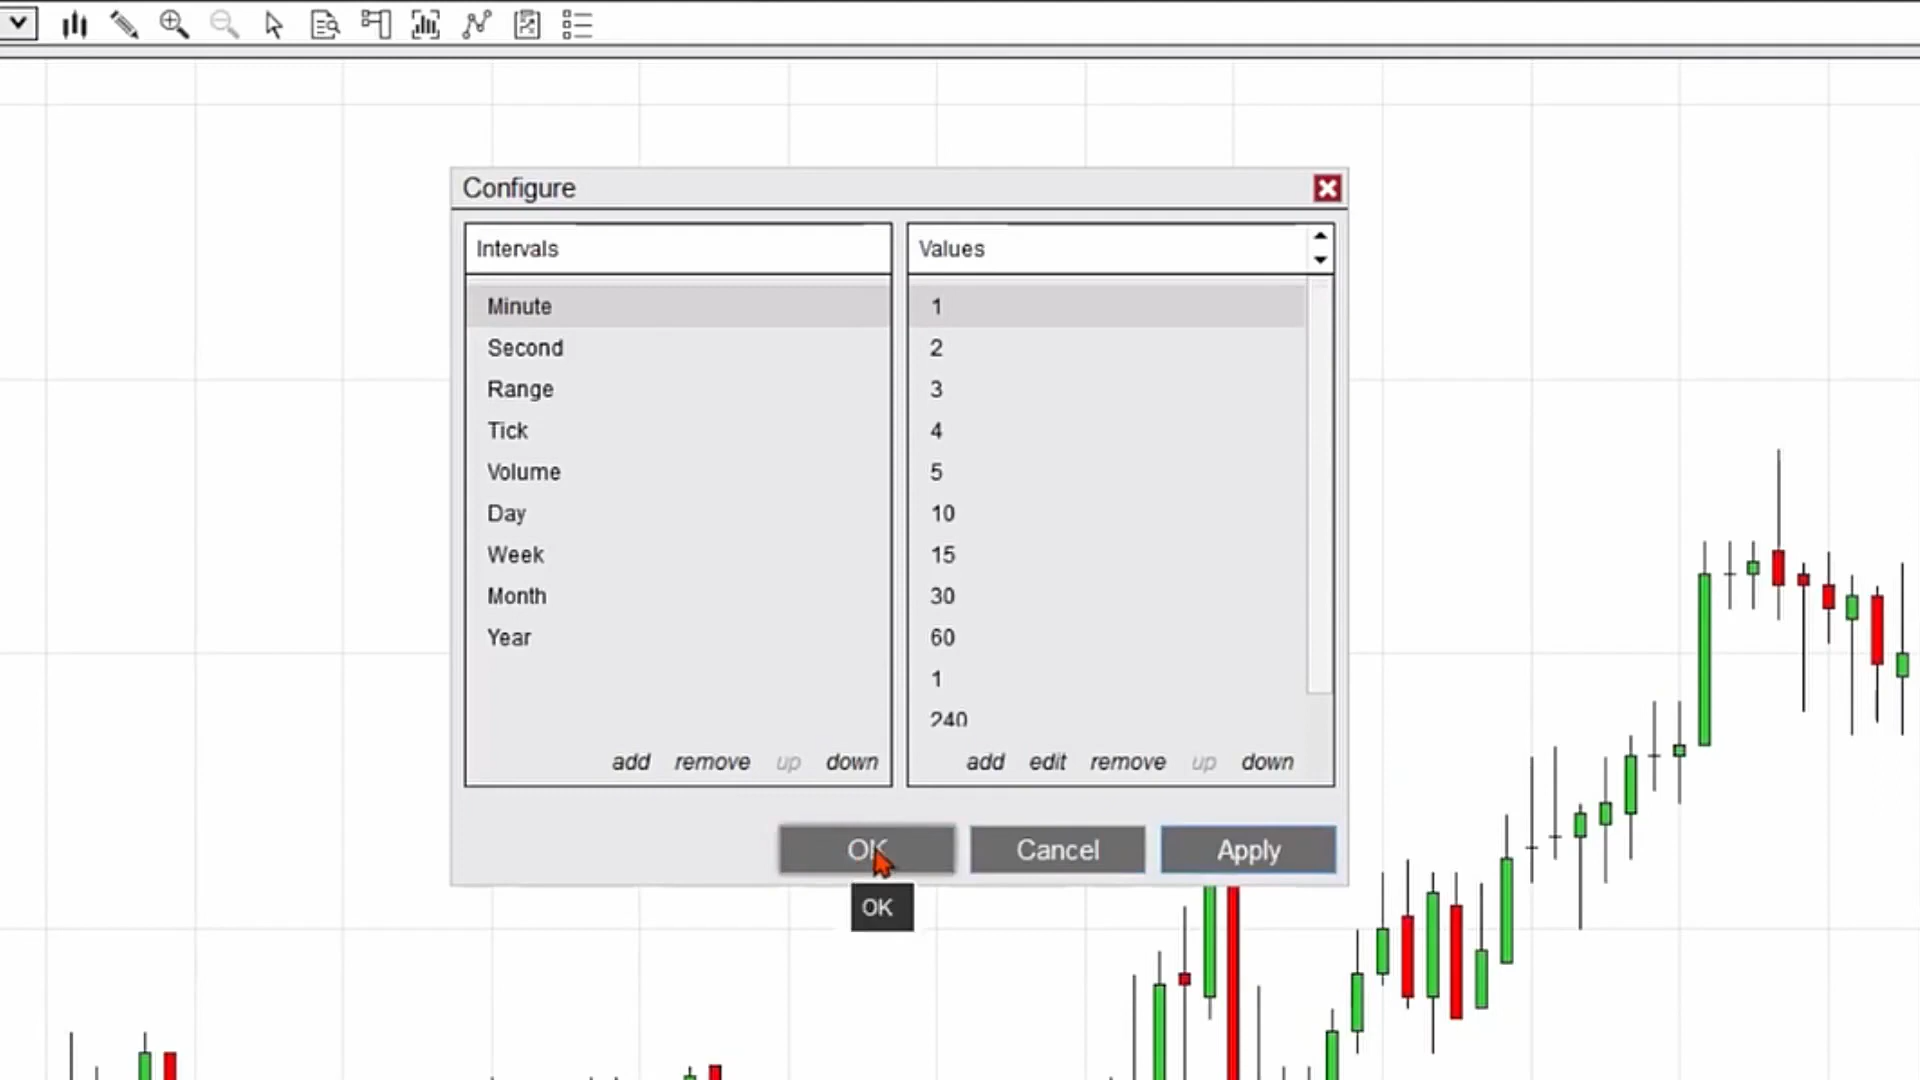 Configure
Intervals
Minute
Second
Range
Tick
Volume
Day
Week
Month
Year
add remove up down
Values
1
2
3
4
5
10
15
30
60
1
240
add edit remove up down
OK Cancel Apply
OK